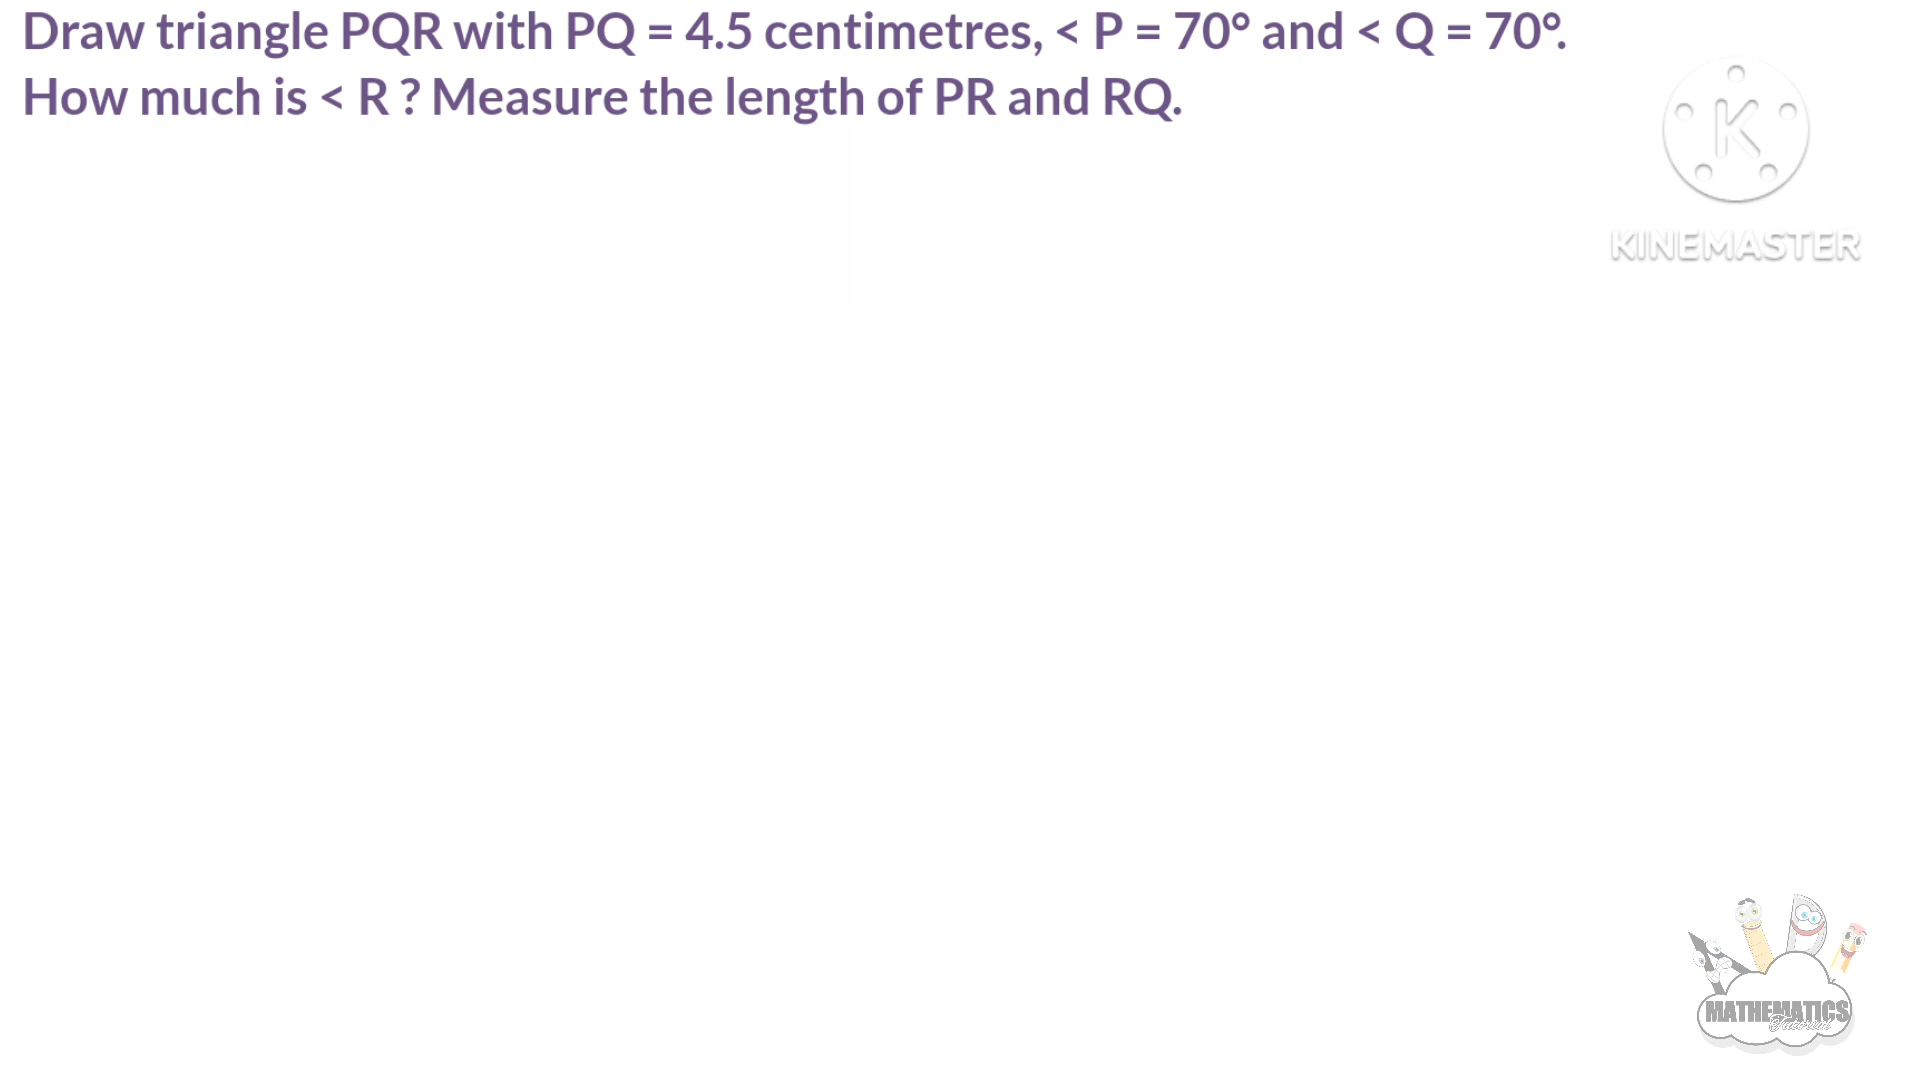 Draw triangle PQR with PQ = 4.5 centimetres, < P = 70° and < Q = 70°.
How much is < R ? Measure the length of PR and RQ.
K
KINEMASTER
MATHEMATICS
Tutorial